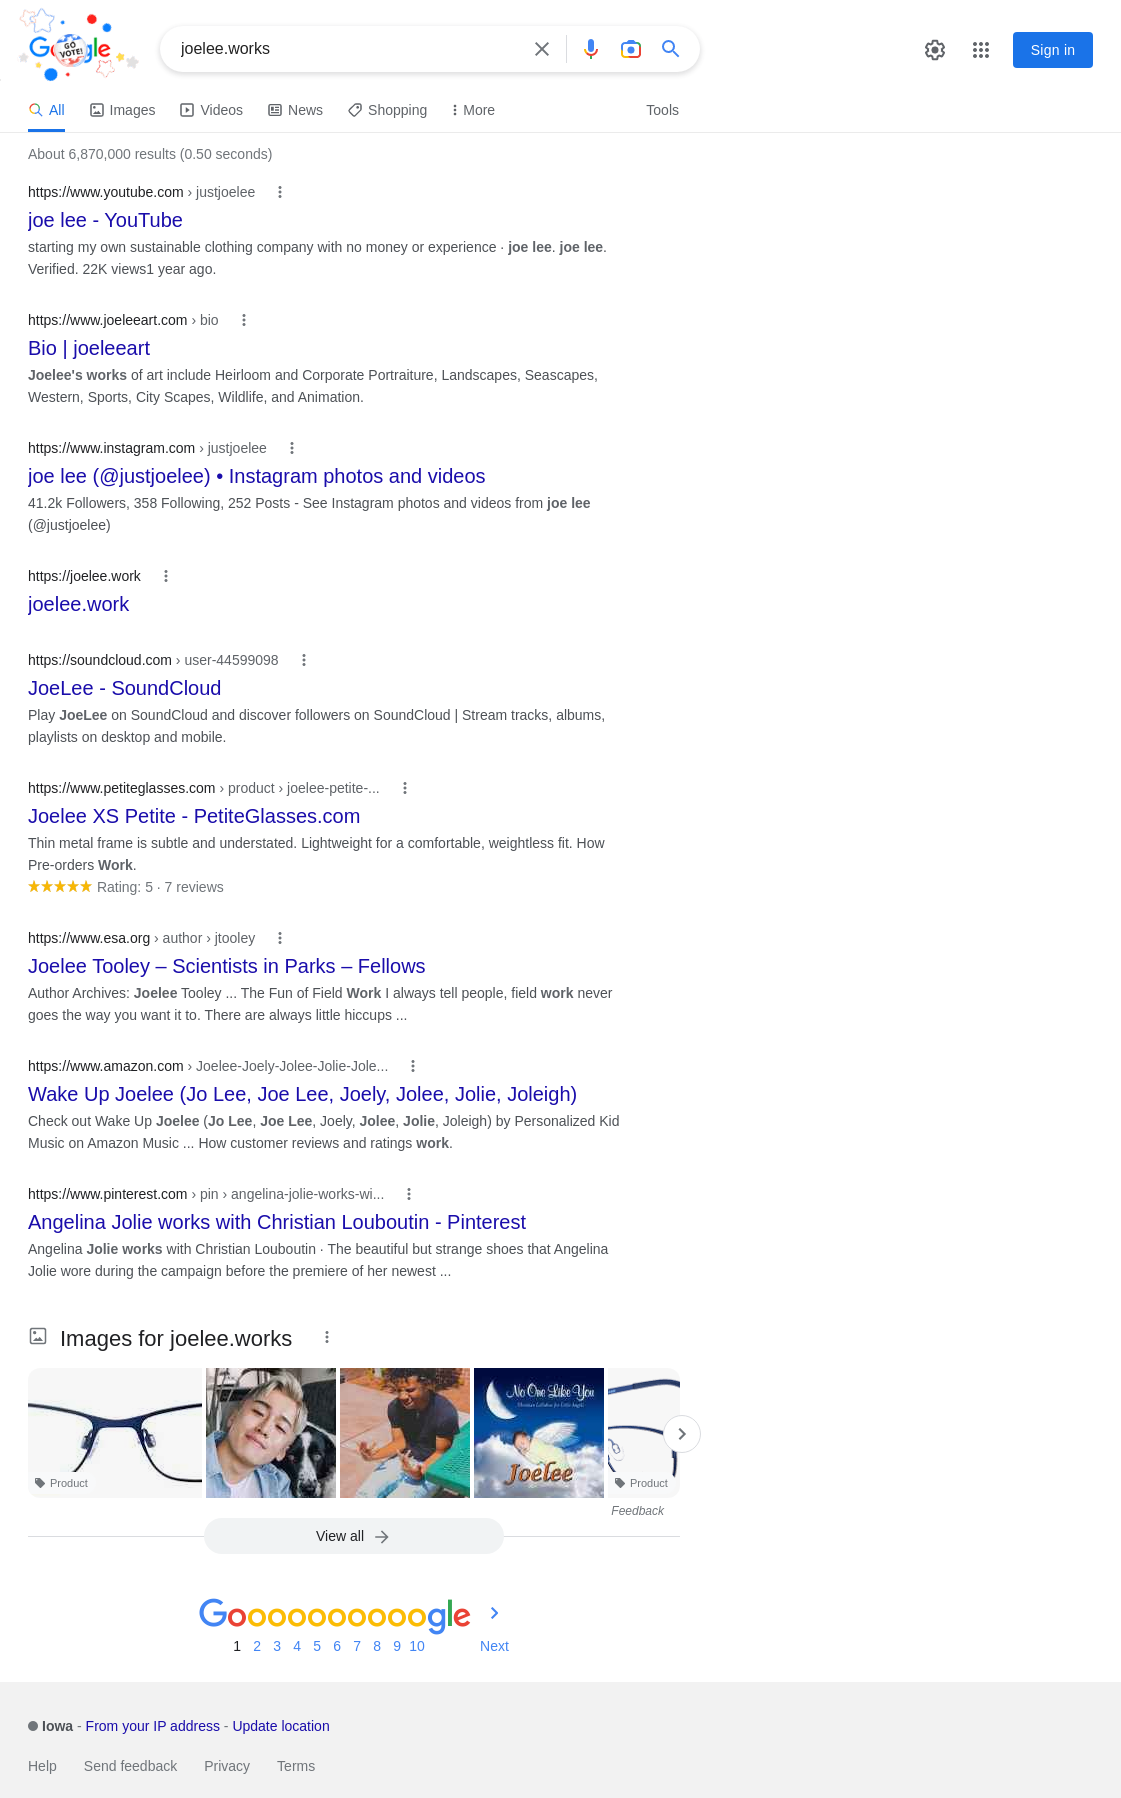 Google
GO VOTE!
joelee.works
Sign in
All Images Videos News Shopping More Tools
About 6,870,000 results (0.50 seconds)
https://www.youtube.com › justjoelee
joe lee - YouTube
starting my own sustainable clothing company with no money or experience · joe lee. joe lee.
Verified. 22K views1 year ago.
https://www.joeleeart.com › bio
Bio | joeleeart
Joelee's works of art include Heirloom and Corporate Portraiture, Landscapes, Seascapes,
Western, Sports, City Scapes, Wildlife, and Animation.
https://www.instagram.com › justjoelee
joe lee (@justjoelee) • Instagram photos and videos
41.2k Followers, 358 Following, 252 Posts - See Instagram photos and videos from joe lee
(@justjoelee)
https://joelee.work
joelee.work
https://soundcloud.com › user-44599098
JoeLee - SoundCloud
Play JoeLee on SoundCloud and discover followers on SoundCloud | Stream tracks, albums,
playlists on desktop and mobile.
https://www.petiteglasses.com › product › joelee-petite-...
Joelee XS Petite - PetiteGlasses.com
Thin metal frame is subtle and understated. Lightweight for a comfortable, weightless fit. How
Pre-orders Work.
Rating: 5 · 7 reviews
https://www.esa.org › author › jtooley
Joelee Tooley – Scientists in Parks – Fellows
Author Archives: Joelee Tooley ... The Fun of Field Work I always tell people, field work never
goes the way you want it to. There are always little hiccups ...
https://www.amazon.com › Joelee-Joely-Jolee-Jolie-Jole...
Wake Up Joelee (Jo Lee, Joe Lee, Joely, Jolee, Jolie, Joleigh)
Check out Wake Up Joelee (Jo Lee, Joe Lee, Joely, Jolee, Jolie, Joleigh) by Personalized Kid
Music on Amazon Music ... How customer reviews and ratings work.
https://www.pinterest.com › pin › angelina-jolie-works-wi...
Angelina Jolie works with Christian Louboutin - Pinterest
Angelina Jolie works with Christian Louboutin · The beautiful but strange shoes that Angelina
Jolie wore during the campaign before the premiere of her newest ...
Images for joelee.works
No One Like You
Joelee
Product
Product
Feedback
View all
Goooooooooogle
1 2 3 4 5 6 7 8 9 10 Next
Iowa - From your IP address - Update location
Help Send feedback Privacy Terms